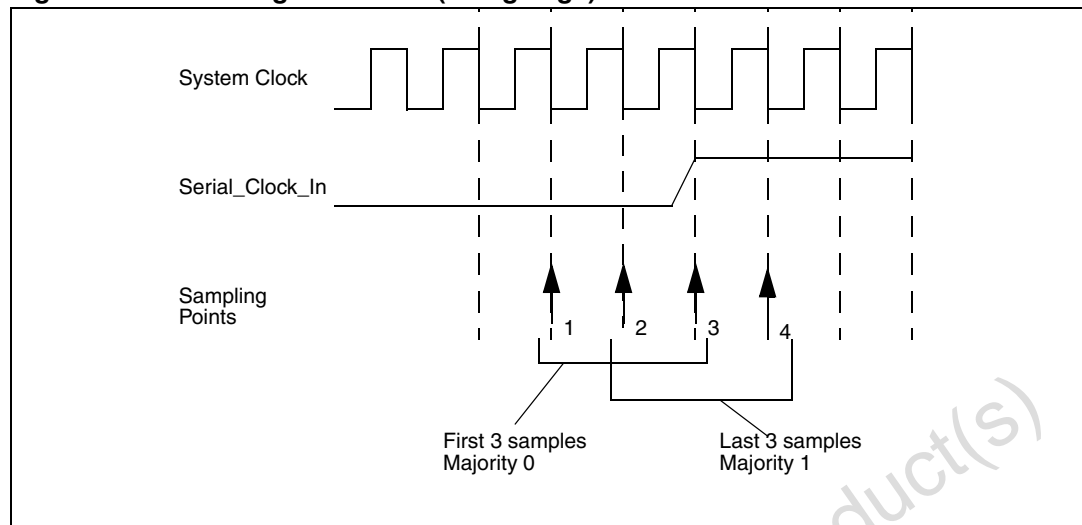 System Clock
Serial_Clock_In
Sampling
Points
1
2
3
4
First 3 samples
Majority 0
Last 3 samples
Majority 1
duct(s)